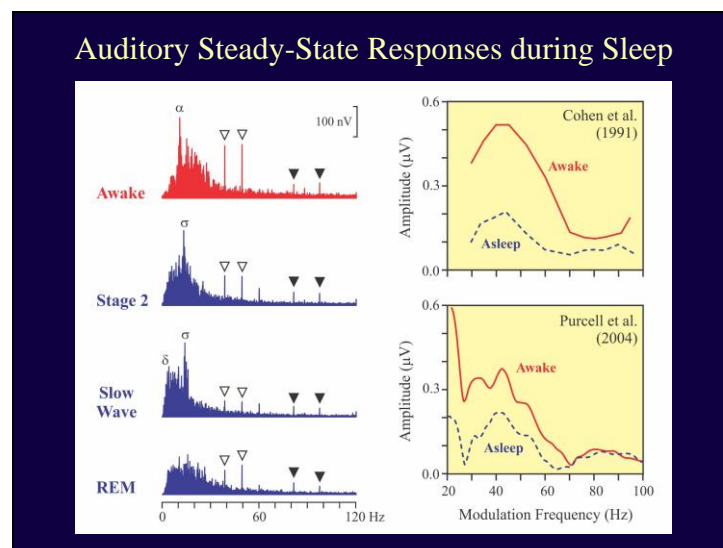 Auditory Steady-State Responses during Sleep
α
100 nV
Awake
σ
Stage 2
δ
σ
Slow
Wave
REM
0
60
120 Hz
0.6
0.3
0.0
Amplitude (µV)
Cohen et al.
(1991)
Awake
Asleep
0.6
0.3
0.0
Amplitude (µV)
Purcell et al.
(2004)
Awake
Asleep
20
40
60
80
100
Modulation Frequency (Hz)